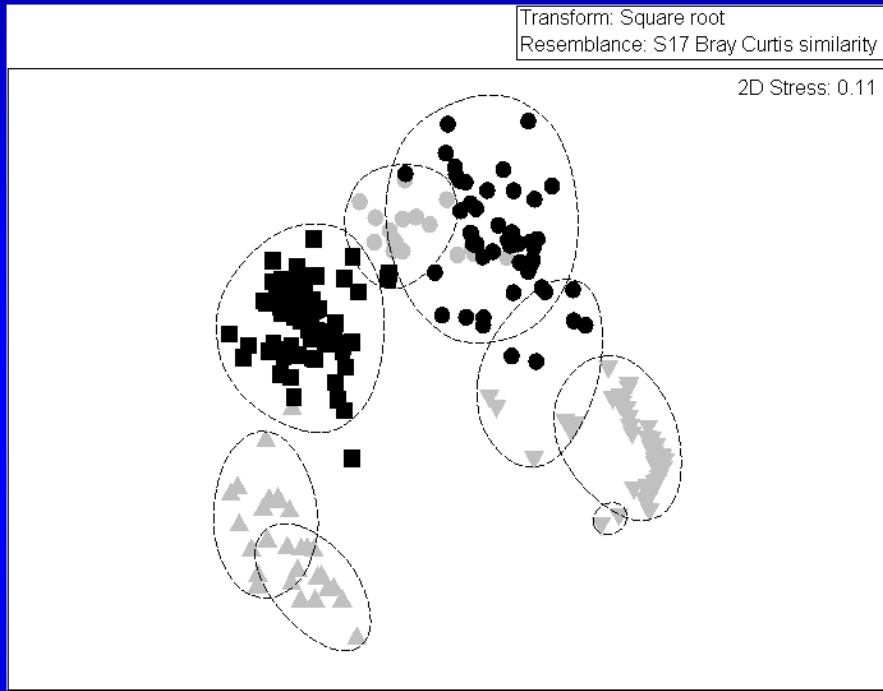 Transform: Square root
Resemblance: S17 Bray Curtis similarity
2D Stress: 0.11